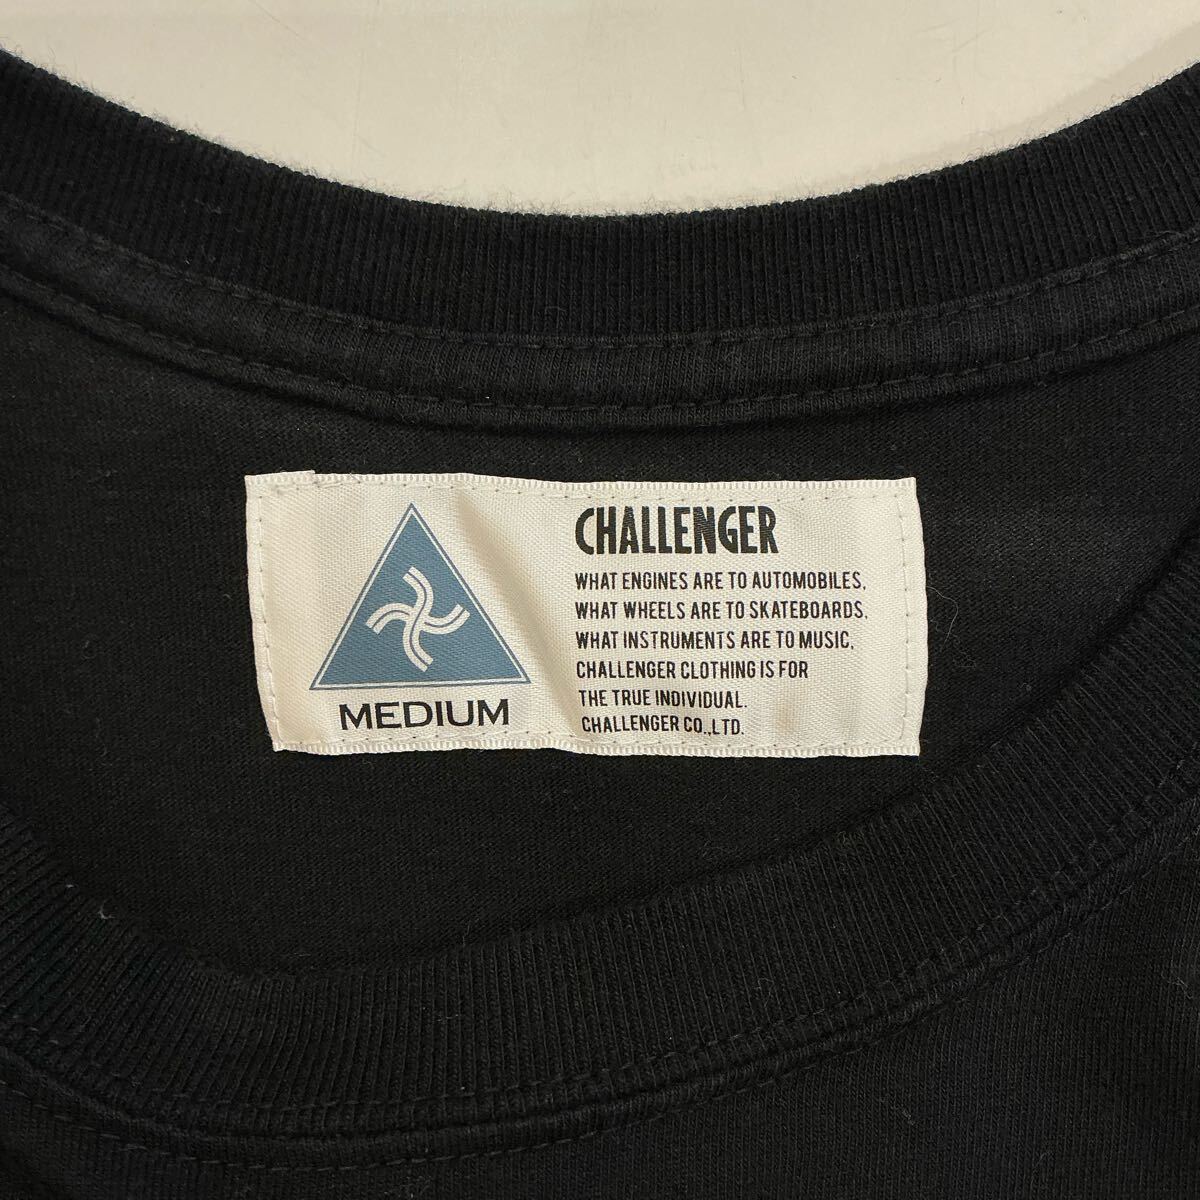 CHALLENGER
WHAT ENGINES ARE TO AUTOMOBILES,
WHAT WHEELS ARE TO SKATEBOARDS,
WHAT INSTRUMENTS ARE TO MUSIC,
CHALLENGER CLOTHING IS FOR
THE TRUE INDIVIDUAL.
CHALLENGER CO.,LTD.
MEDIUM